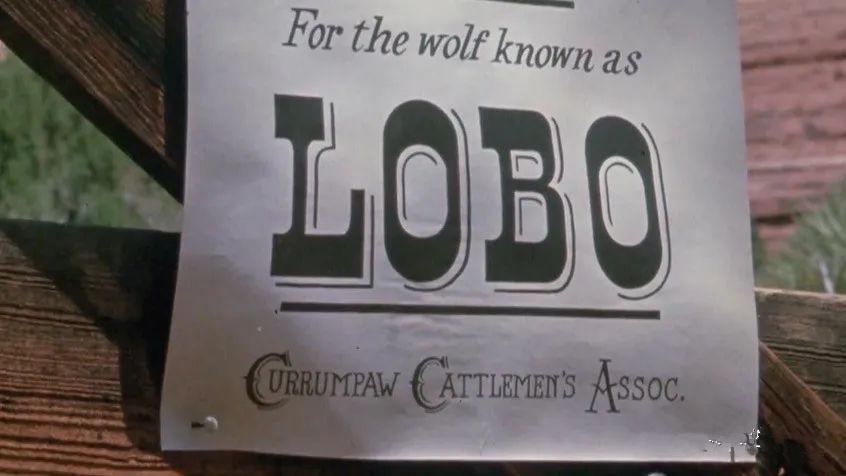 For the wolf known as
LOBO
CURRUMPAW CATTLEMEN'S ASSOC.